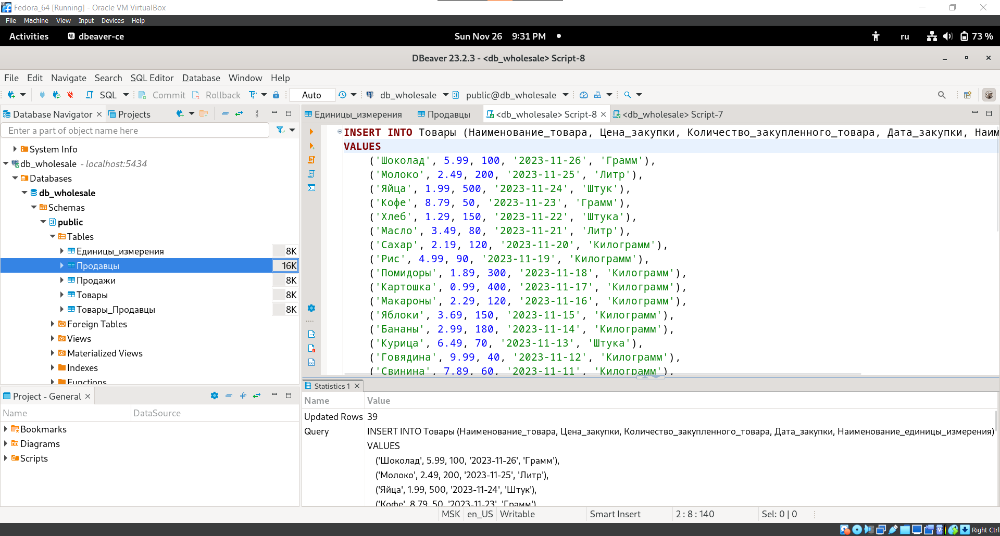 Fedora_64 [Running] - Oracle VM VirtualBox
File Machine View Input Devices Help
Activities dbeaver-ce Sun Nov 26 9:31 PM ru 73 %
DBeaver 23.2.3 - <db_wholesale> Script-8
File Edit Navigate Search SQL Editor Database Window Help
SQL Commit Rollback Auto db_wholesale public@db_wholesale
Database Navigator Projects
Enter a part of object name here
System Info
db_wholesale - localhost:5434
Databases
db_wholesale
Schemas
public
Tables
Единицы_измерения 8K
Продавцы 16K
Продажи 8K
Товары 8K
Товары_Продавцы 8K
Foreign Tables
Views
Materialized Views
Indexes
Functions
Project - General
Name DataSource
Bookmarks
Diagrams
Scripts
Единицы_измерения Продавцы <db_wholesale> Script-8 <db_wholesale> Script-7
INSERT INTO Товары (Наименование_товара, Цена_закупки, Количество_закупленного_товара, Дата_закупки, Наим
VALUES
('Шоколад', 5.99, 100, '2023-11-26', 'Грамм'),
('Молоко', 2.49, 200, '2023-11-25', 'Литр'),
('Яйца', 1.99, 500, '2023-11-24', 'Штук'),
('Кофе', 8.79, 50, '2023-11-23', 'Грамм'),
('Хлеб', 1.29, 150, '2023-11-22', 'Штука'),
('Масло', 3.49, 80, '2023-11-21', 'Литр'),
('Сахар', 2.19, 120, '2023-11-20', 'Килограмм'),
('Рис', 4.99, 90, '2023-11-19', 'Килограмм'),
('Помидоры', 1.89, 300, '2023-11-18', 'Килограмм'),
('Картошка', 0.99, 400, '2023-11-17', 'Килограмм'),
('Макароны', 2.29, 120, '2023-11-16', 'Килограмм'),
('Яблоки', 3.69, 150, '2023-11-15', 'Килограмм'),
('Бананы', 2.99, 180, '2023-11-14', 'Килограмм'),
('Курица', 6.49, 70, '2023-11-13', 'Штука'),
('Говядина', 9.99, 40, '2023-11-12', 'Килограмм'),
('Свинина', 7.89, 60, '2023-11-11', 'Килограмм'),
Statistics 1
Name Value
Updated Rows 39
Query INSERT INTO Товары (Наименование_товара, Цена_закупки, Количество_закупленного_товара, Дата_закупки, Наименование_единицы_измерения)
VALUES
('Шоколад', 5.99, 100, '2023-11-26', 'Грамм'),
('Молоко', 2.49, 200, '2023-11-25', 'Литр'),
('Яйца', 1.99, 500, '2023-11-24', 'Штук'),
('Кофе', 8.79, 50, '2023-11-23', 'Грамм'),
MSK en_US Writable Smart Insert 2 : 8 : 140 Sel: 0 | 0
Right Ctrl